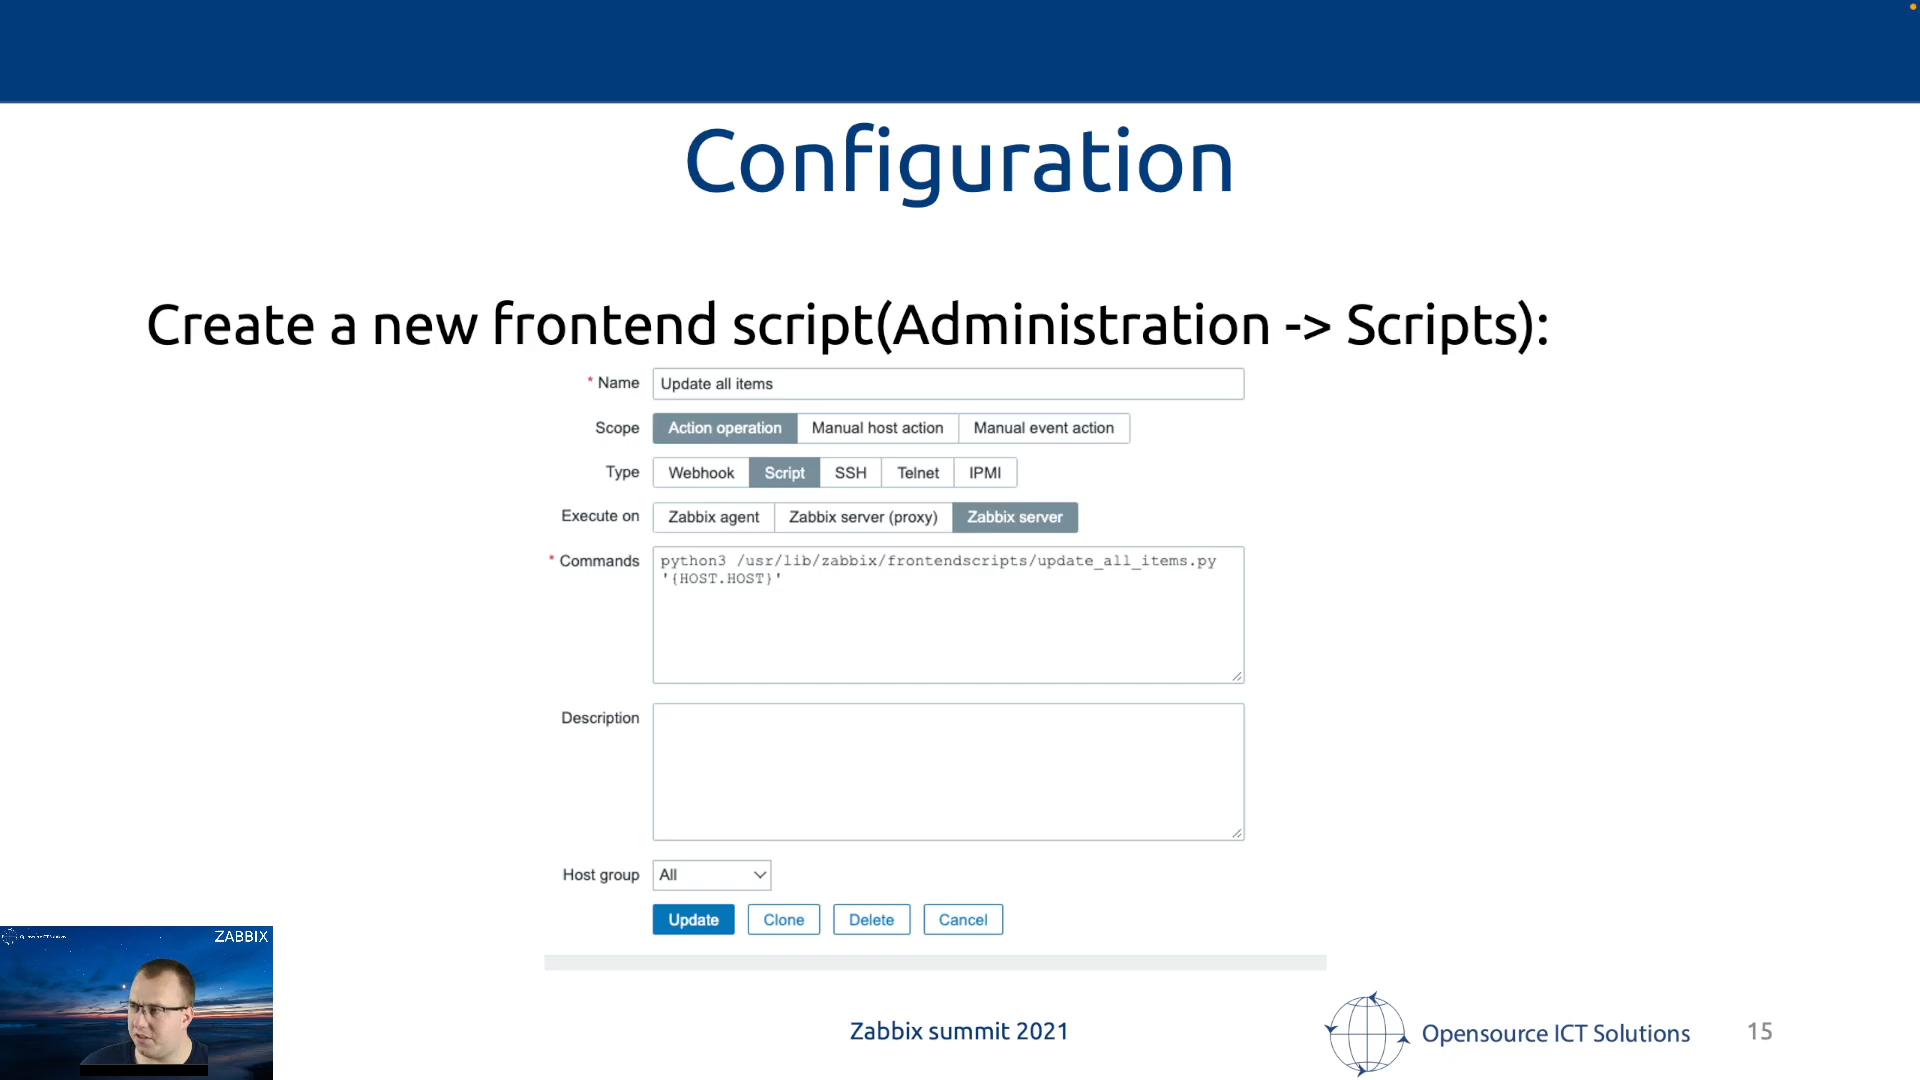 Configuration
Create a new frontend script(Administration -> Scripts):
* Name Update all items
Scope Action operation Manual host action Manual event action
Type Webhook Script SSH Telnet IPMI
Execute on Zabbix agent Zabbix server (proxy) Zabbix server
* Commands python3 /usr/lib/zabbix/frontendscripts/update_all_items.py
'{HOST.HOST}'
Description
Host group All
Update Clone Delete Cancel
ZABBIX
Zabbix summit 2021
Opensource ICT Solutions
15